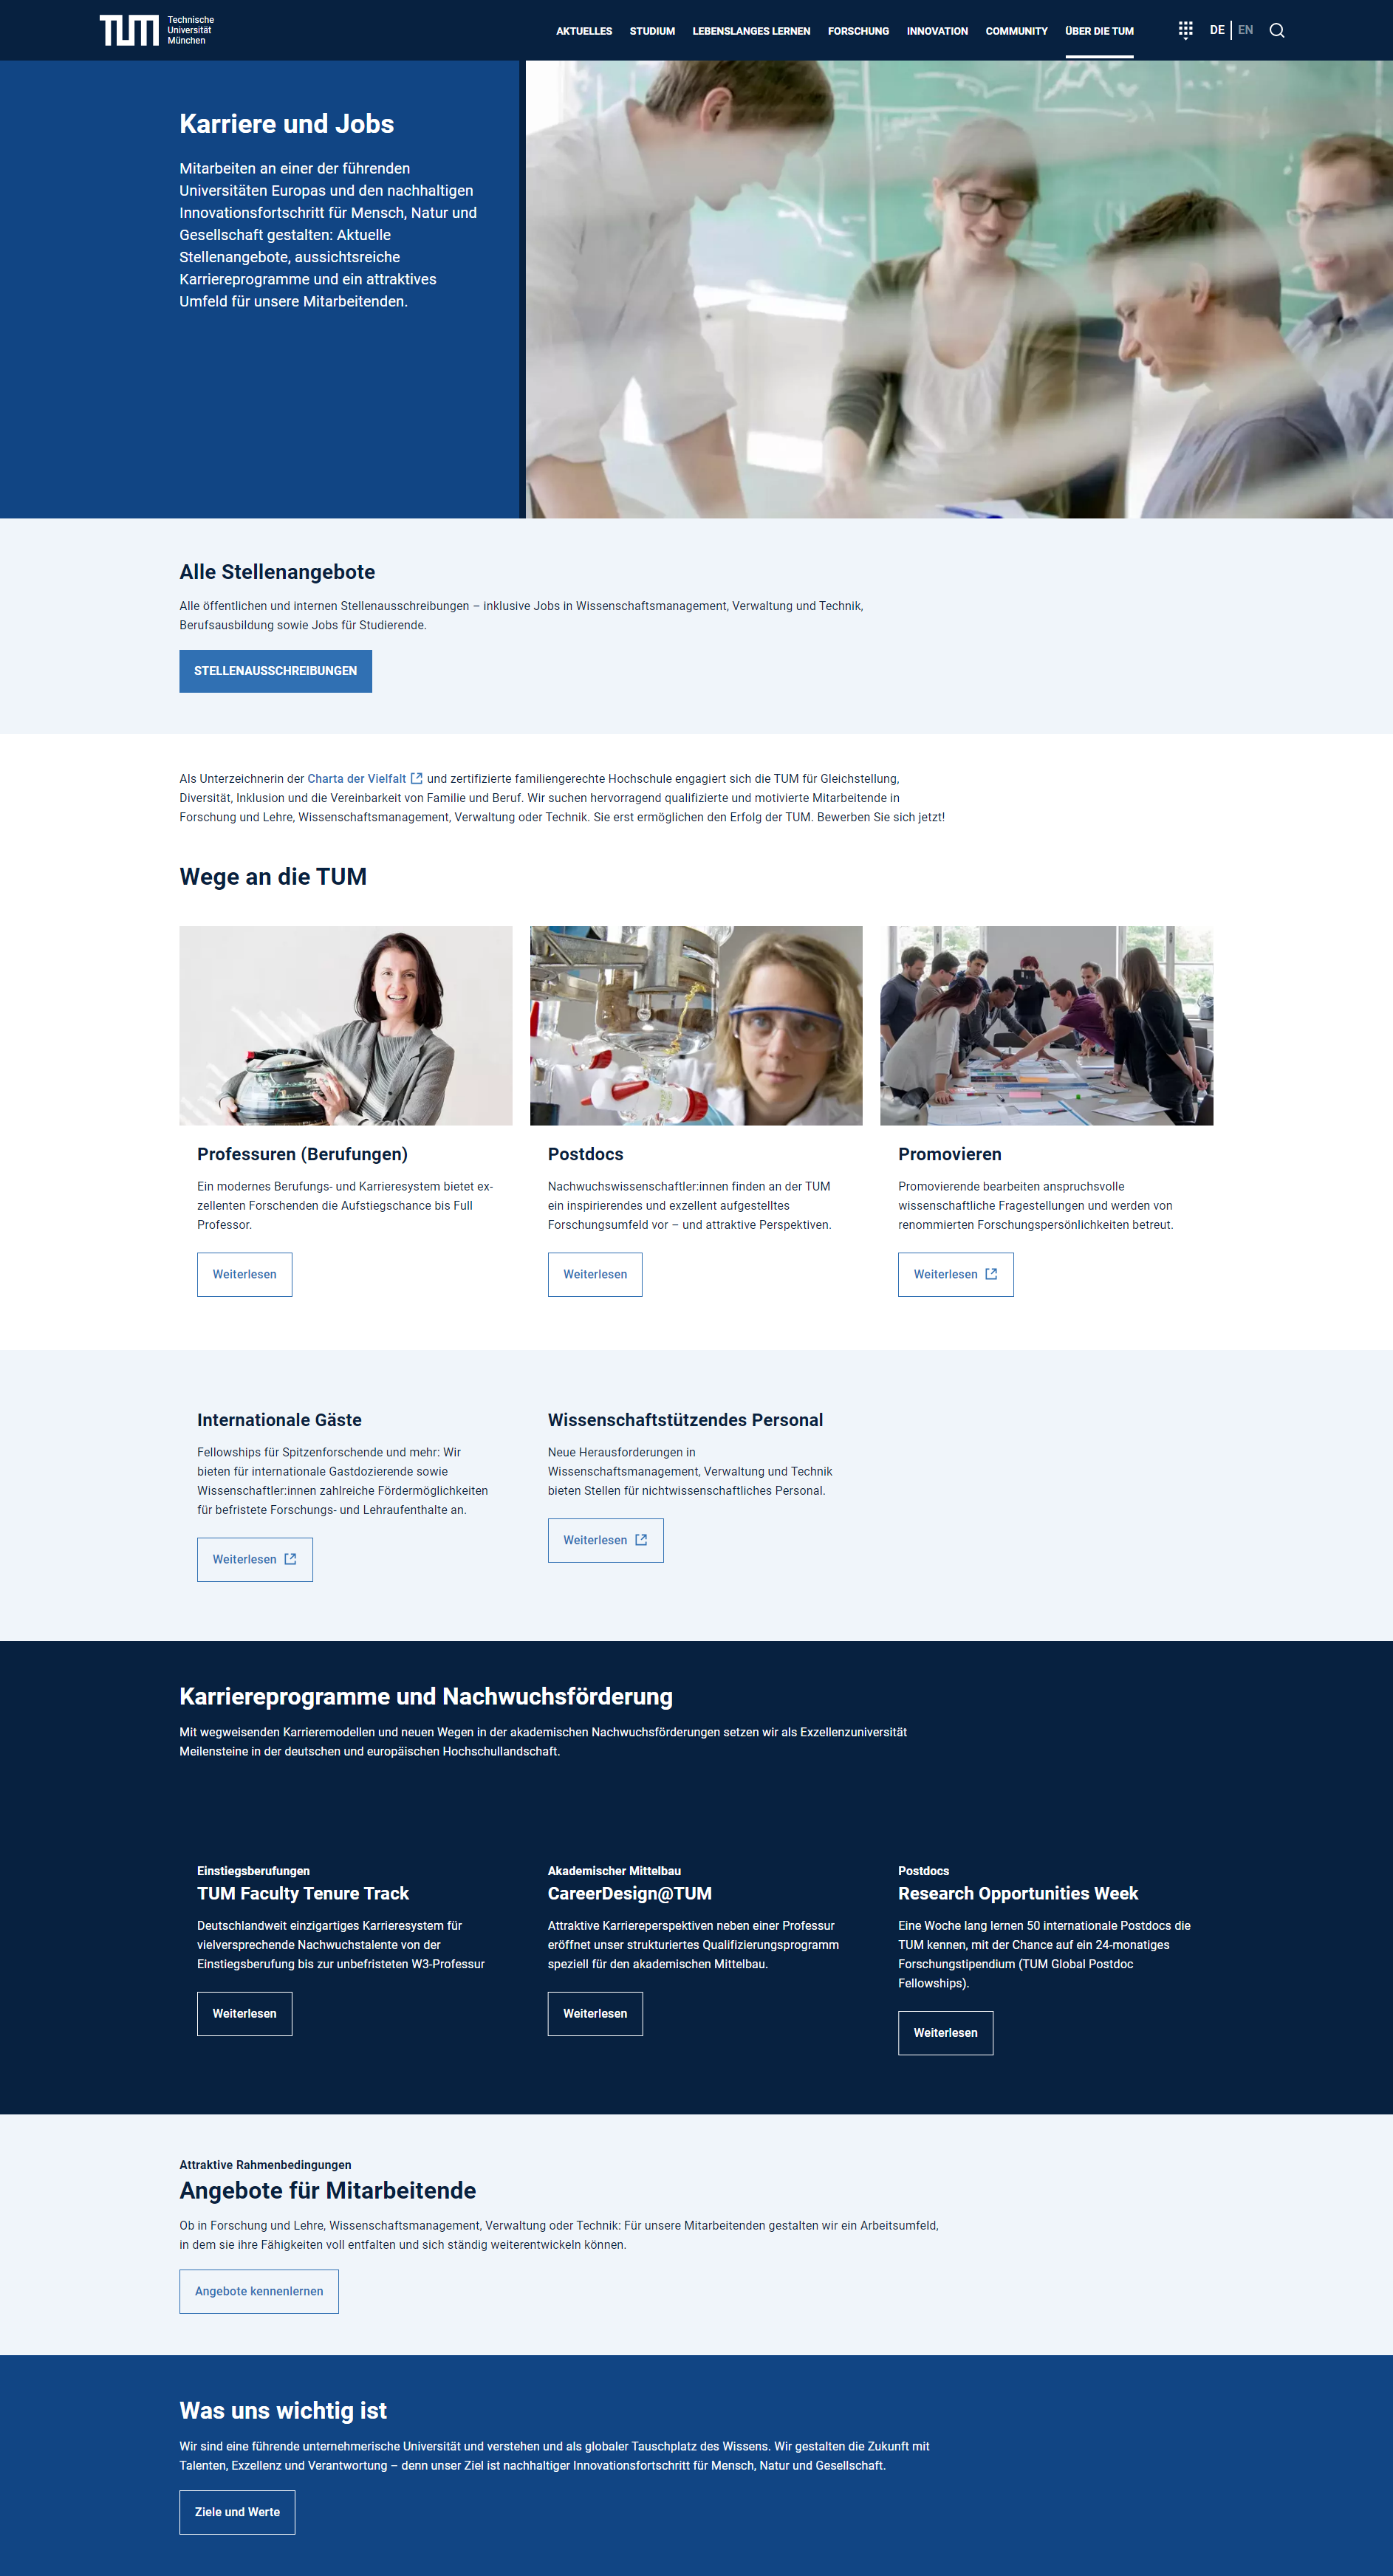 Technische
Universität
München
AKTUELLES STUDIUM LEBENSLANGES LERNEN FORSCHUNG INNOVATION COMMUNITY ÜBER DIE TUM DE EN
Karriere und Jobs
Mitarbeiten an einer der führenden
Universitäten Europas und den nachhaltigen
Innovationsfortschritt für Mensch, Natur und
Gesellschaft gestalten: Aktuelle
Stellenangebote, aussichtsreiche
Karriereprogramme und ein attraktives
Umfeld für unsere Mitarbeitenden.
Alle Stellenangebote
Alle öffentlichen und internen Stellenausschreibungen – inklusive Jobs in Wissenschaftsmanagement, Verwaltung und Technik,
Berufsausbildung sowie Jobs für Studierende.
STELLENAUSSCHREIBUNGEN
Als Unterzeichnerin der Charta der Vielfalt und zertifizierte familiengerechte Hochschule engagiert sich die TUM für Gleichstellung,
Diversität, Inklusion und die Vereinbarkeit von Familie und Beruf. Wir suchen hervorragend qualifizierte und motivierte Mitarbeitende in
Forschung und Lehre, Wissenschaftsmanagement, Verwaltung oder Technik. Sie erst ermöglichen den Erfolg der TUM. Bewerben Sie sich jetzt!
Wege an die TUM
Professuren (Berufungen)
Ein modernes Berufungs- und Karrieresystem bietet ex-
zellenten Forschenden die Aufstiegschance bis Full
Professor.
Weiterlesen
Postdocs
Nachwuchswissenschaftler:innen finden an der TUM
ein inspirierendes und exzellent aufgestelltes
Forschungsumfeld vor – und attraktive Perspektiven.
Weiterlesen
Promovieren
Promovierende bearbeiten anspruchsvolle
wissenschaftliche Fragestellungen und werden von
renommierten Forschungspersönlichkeiten betreut.
Weiterlesen
Internationale Gäste
Fellowships für Spitzenforschende und mehr: Wir
bieten für internationale Gastdozierende sowie
Wissenschaftler:innen zahlreiche Fördermöglichkeiten
für befristete Forschungs- und Lehraufenthalte an.
Weiterlesen
Wissenschaftstützendes Personal
Neue Herausforderungen in
Wissenschaftsmanagement, Verwaltung und Technik
bieten Stellen für nichtwissenschaftliches Personal.
Weiterlesen
Karriereprogramme und Nachwuchsförderung
Mit wegweisenden Karrieremodellen und neuen Wegen in der akademischen Nachwuchsförderungen setzen wir als Exzellenzuniversität
Meilensteine in der deutschen und europäischen Hochschullandschaft.
Einstiegsberufungen
TUM Faculty Tenure Track
Deutschlandweit einzigartiges Karrieresystem für
vielversprechende Nachwuchstalente von der
Einstiegsberufung bis zur unbefristeten W3-Professur
Weiterlesen
Akademischer Mittelbau
CareerDesign@TUM
Attraktive Karriereperspektiven neben einer Professur
eröffnet unser strukturiertes Qualifizierungsprogramm
speziell für den akademischen Mittelbau.
Weiterlesen
Postdocs
Research Opportunities Week
Eine Woche lang lernen 50 internationale Postdocs die
TUM kennen, mit der Chance auf ein 24-monatiges
Forschungstipendium (TUM Global Postdoc
Fellowships).
Weiterlesen
Attraktive Rahmenbedingungen
Angebote für Mitarbeitende
Ob in Forschung und Lehre, Wissenschaftsmanagement, Verwaltung oder Technik: Für unsere Mitarbeitenden gestalten wir ein Arbeitsumfeld,
in dem sie ihre Fähigkeiten voll entfalten und sich ständig weiterentwickeln können.
Angebote kennenlernen
Was uns wichtig ist
Wir sind eine führende unternehmerische Universität und verstehen und als globaler Tauschplatz des Wissens. Wir gestalten die Zukunft mit
Talenten, Exzellenz und Verantwortung – denn unser Ziel ist nachhaltiger Innovationsfortschritt für Mensch, Natur und Gesellschaft.
Ziele und Werte